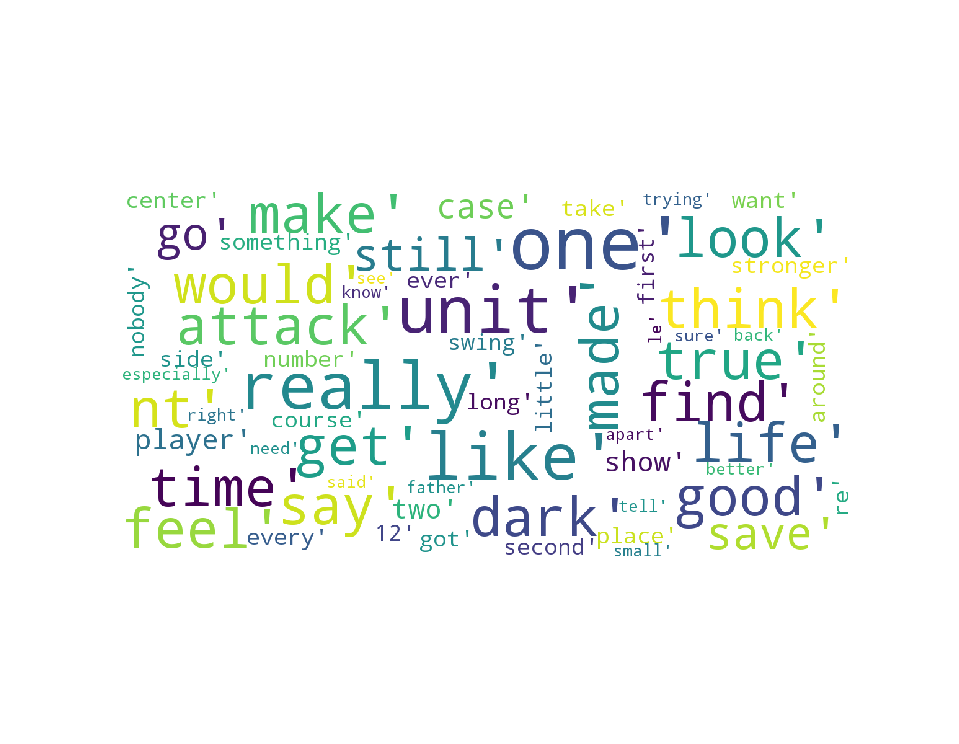 center'
make'
case'
take'
trying'
want'
go'
something'
still'
one'
look'
first'
stronger'
nobody'
would'
see'
know'
ever'
unit'
made'
think'
attack'
le'
sure'
back'
around'
side'
number'
swing'
little'
true'
especially'
really'
long'
find'
nt'
right'
course'
player'
need'
get'
like'
apart'
show'
life'
better'
time'
said'
father'
say'
two'
dark'
tell'
good'
re'
feel'
every'
12'
got'
second'
place'
small'
save'